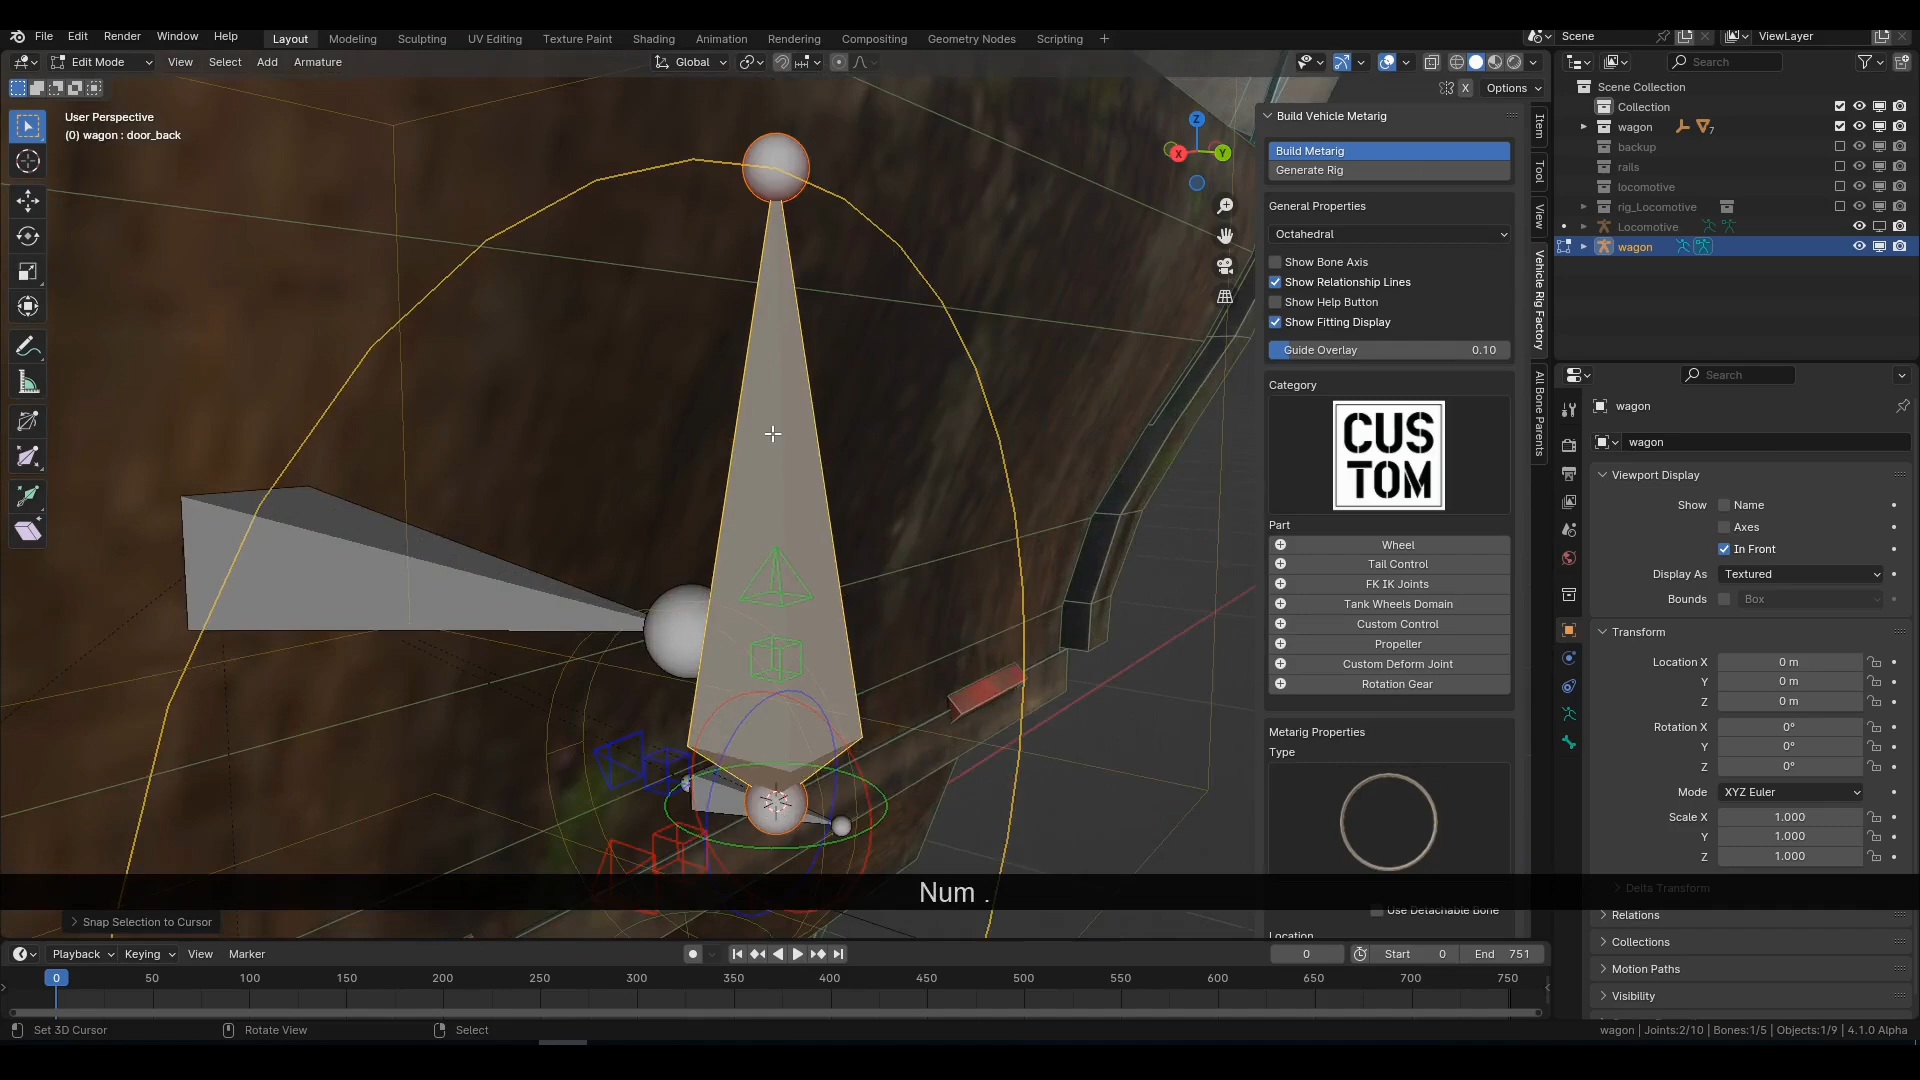 File Edit Render Window Help Layout Modeling Sculpting UV Editing Texture Paint Shading Animation Rendering Compositing Geometry Nodes Scripting + Scene ViewLayer
Edit Mode View Select Add Armature Global Search
X Options Scene Collection
Collection
User Perspective
(0) wagon : door_back
Build Vehicle Metarig
wagon 7
Build Metarig
backup
Generate Rig
rails
locomotive
General Properties
rig_Locomotive
Octahedral
Locomotive
wagon
Show Bone Axis
Show Relationship Lines
Show Help Button
Show Fitting Display
Guide Overlay 0.10
Category
CUS
TOM
Part
Wheel
Tail Control
FK IK Joints
Tank Wheels Domain
Custom Control
Propeller
Custom Deform Joint
Rotation Gear
Metarig Properties
Type
Use Detachable Bone
Location
Item
Tool
View
Vehicle Rig Factory
All Bone Parents
Z
X
Y
Search
wagon
wagon
Viewport Display
Show Name
Axes
In Front
Display As Textured
Bounds Box
Transform
Location X 0 m
Y 0 m
Z 0 m
Rotation X 0°
Y 0°
Z 0°
Mode XYZ Euler
Scale X 1.000
Y 1.000
Z 1.000
Delta Transform
Relations
Collections
Motion Paths
Visibility
Num .
Snap Selection to Cursor
Playback Keying View Marker 0 Start 0 End 751
0 50 100 150 200 250 300 350 400 450 500 550 600 650 700 750
Set 3D Cursor Rotate View Select wagon | Joints:2/10 | Bones:1/5 | Objects:1/9 | 4.1.0 Alpha